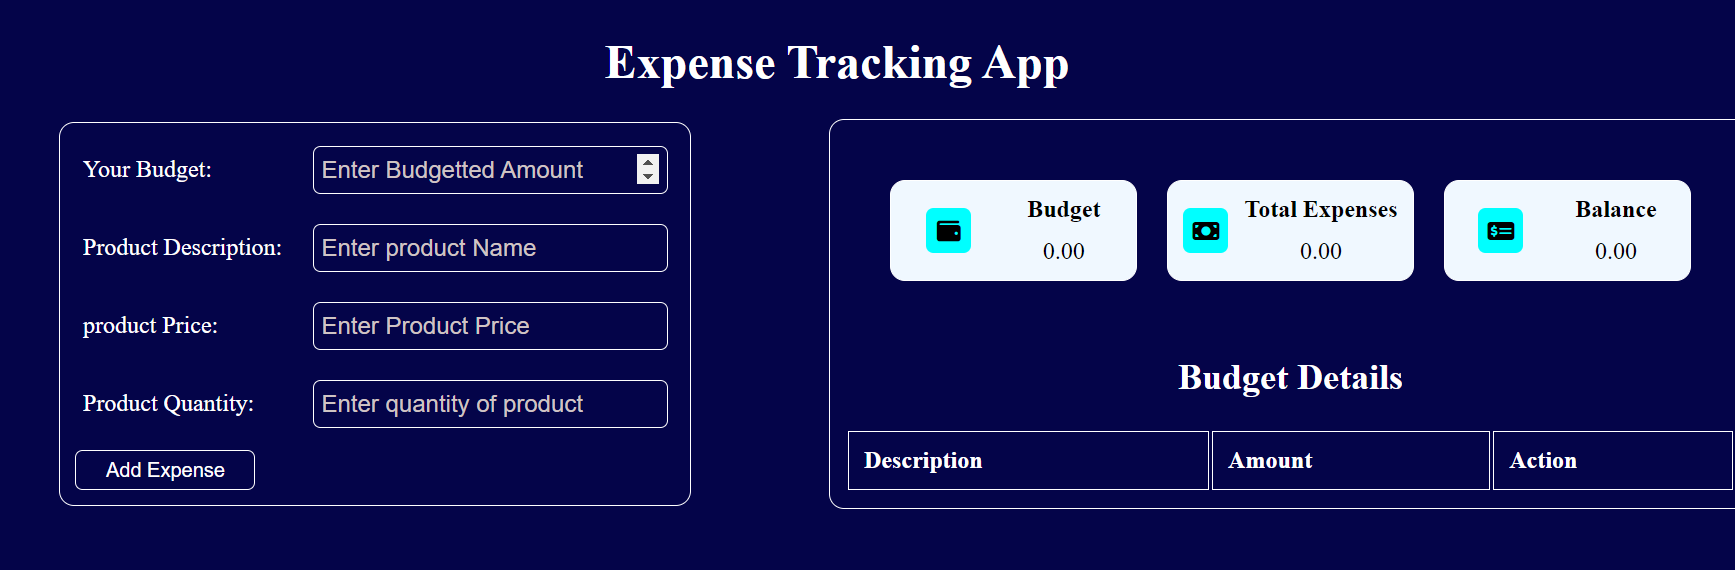 Expense Tracking App
Your Budget:
Enter Budgetted Amount
Product Description:
Enter product Name
product Price:
Enter Product Price
Product Quantity:
Enter quantity of product
Add Expense
Budget
0.00
Total Expenses
0.00
Balance
0.00
Budget Details
Description
Amount
Action